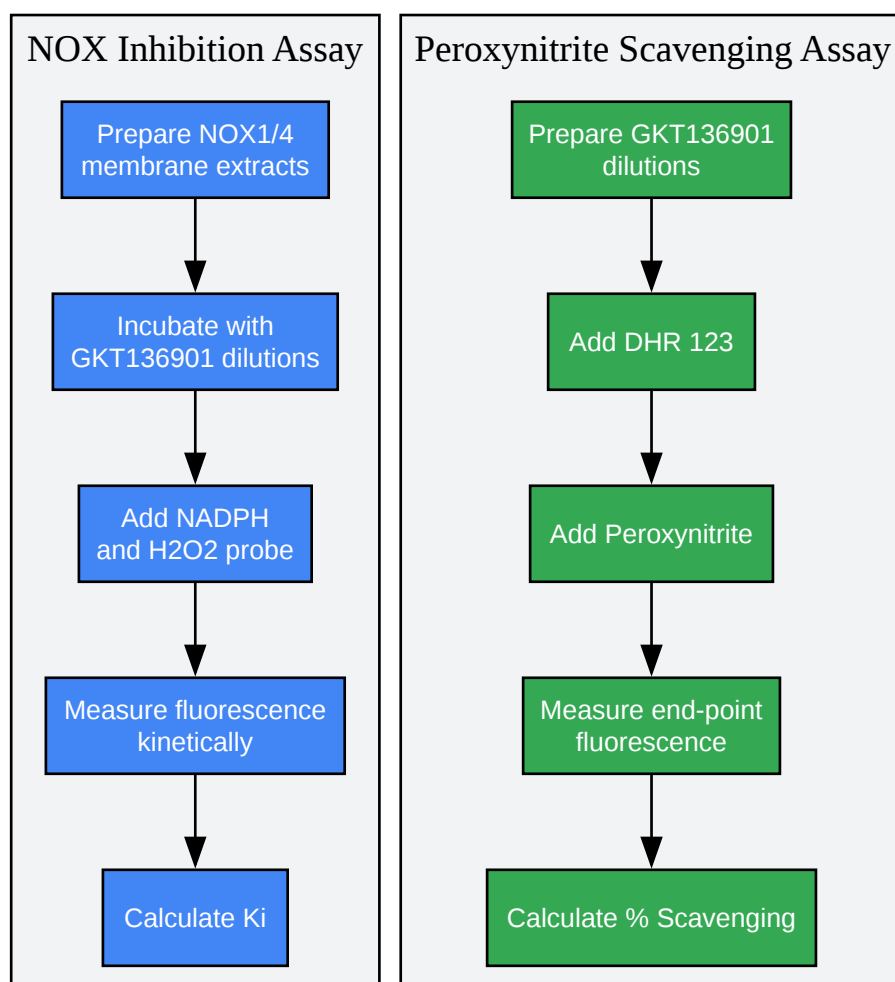 NOX Inhibition Assay
Prepare NOX1/4
membrane extracts
Incubate with
GKT136901 dilutions
Add NADPH
and H2O2 probe
Measure fluorescence
kinetically
Calculate Ki
Peroxynitrite Scavenging Assay
Prepare GKT136901
dilutions
Add DHR 123
Add Peroxynitrite
Measure end-point
fluorescence
Calculate % Scavenging